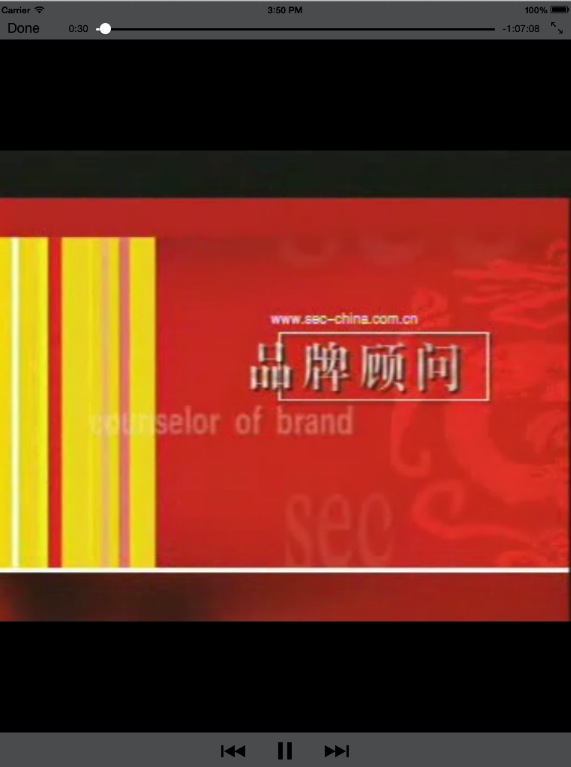 Carrier 3:50 PM 100%
Done 0:30 -1:07:08
www.sec-china.com.cn
品牌顾问
counselor of brand
sec